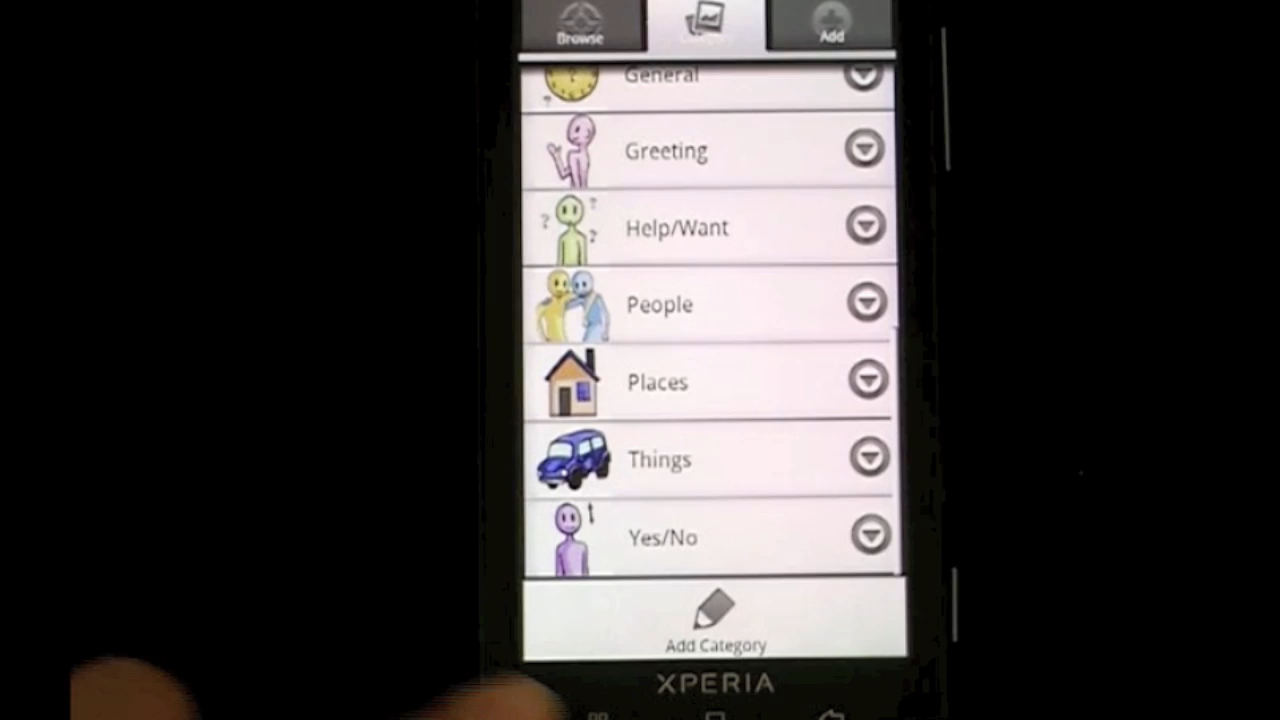 Browse
Add
General
Greeting
Help/Want
People
Places
Things
Yes/No
Add Category
XPERIA